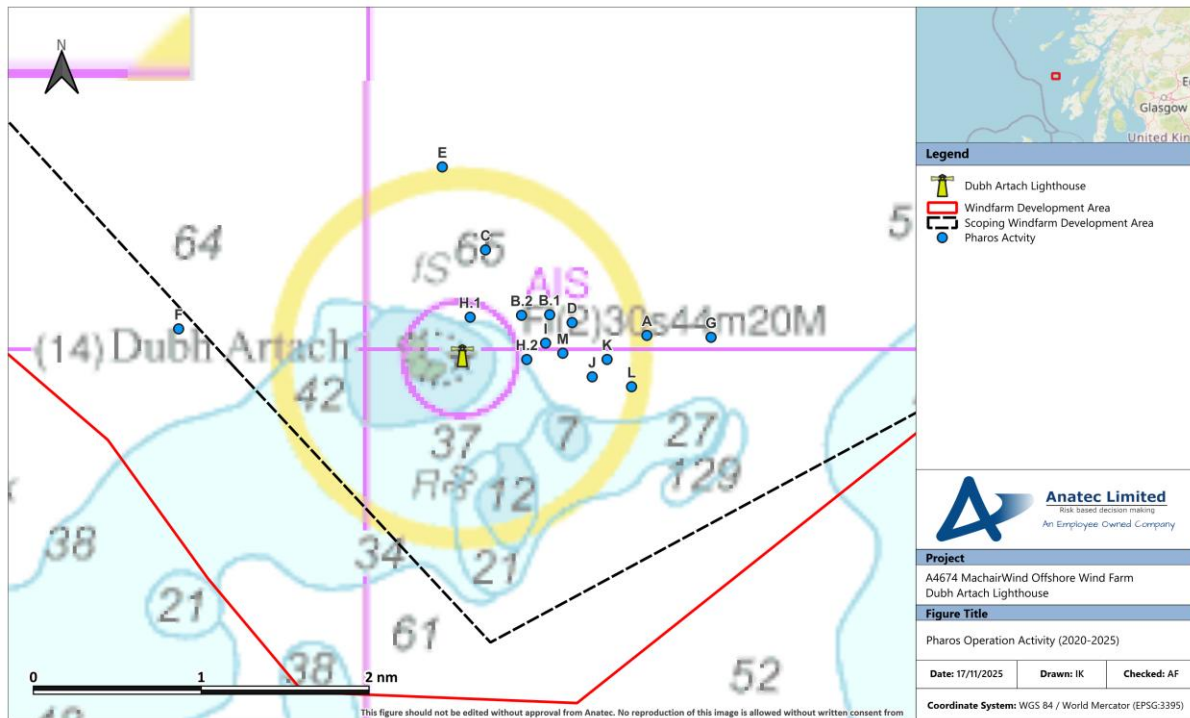 N
E
64
C
65
IS
AIS
5
F
H.1
B.2
B.1
D
Fl(2)30s44m20M
A
G
(14) Dubh Artach
I
M
H.2
K
J
L
42
37
7
27
129
12
38
34
21
21
61
38
52
0
1
2 nm
This figure should not be edited without approval from Anatec. No reproduction of this image is allowed without written consent from
Glasgow
Legend
Dubh Artach Lighthouse
Windfarm Development Area
Scoping Windfarm Development Area
Pharos Actvity
Anatec Limited
Risk based decision making
An Employee Owned Company
Project
A4674 MachairWind Offshore Wind Farm
Dubh Artach Lighthouse
Figure Title
Pharos Operation Activity (2020-2025)
Date: 17/11/2025
Drawn: IK
Checked: AF
Coordinate System: WGS 84 / World Mercator (EPSG:3395)